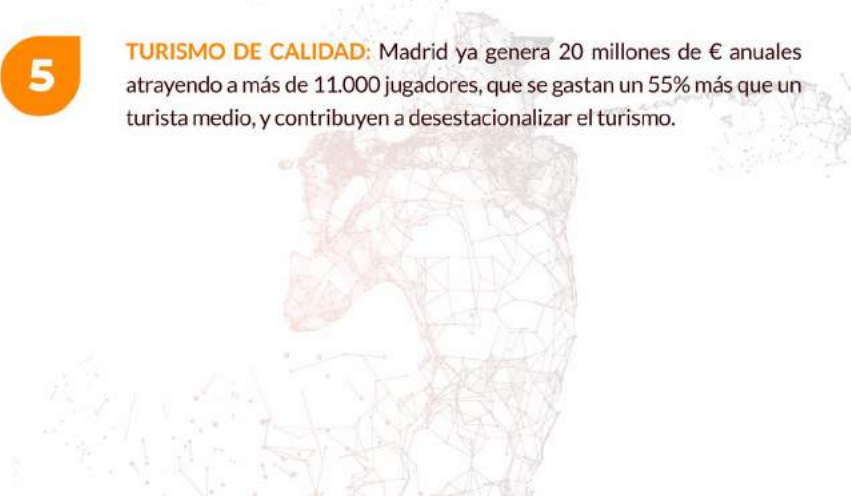 5
TURISMO DE CALIDAD: Madrid ya genera 20 millones de € anuales
atrayendo a más de 11.000 jugadores, que se gastan un 55% más que un
turista medio, y contribuyen a desestacionalizar el turismo.